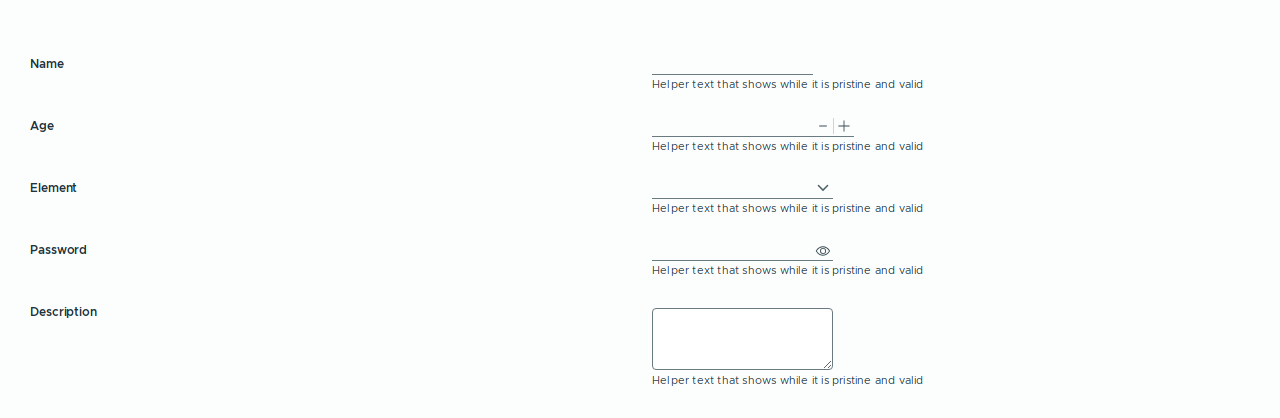 Name
Helper text that shows while it is pristine and valid
Age
Helper text that shows while it is pristine and valid
Element
Helper text that shows while it is pristine and valid
Password
Helper text that shows while it is pristine and valid
Description
Helper text that shows while it is pristine and valid